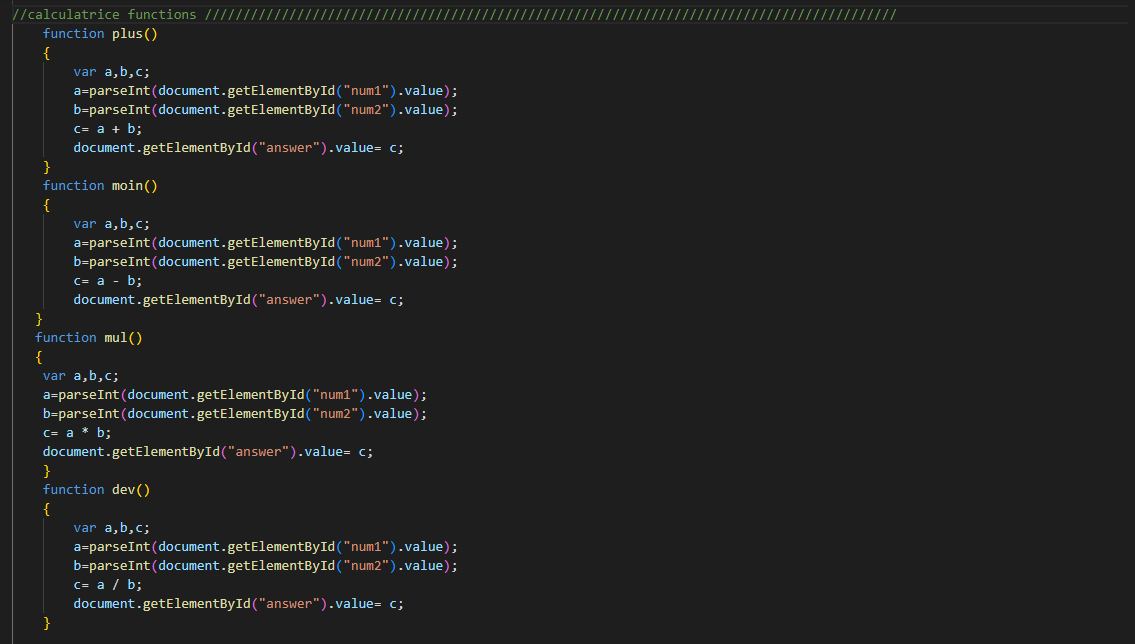 //calculatrice functions //////////////////////////////////////////////////////////////////////////////////////////
function plus()
{
var a,b,c;
a=parseInt(document.getElementById("num1").value);
b=parseInt(document.getElementById("num2").value);
c= a + b;
document.getElementById("answer").value= c;
}
function moin()
{
var a,b,c;
a=parseInt(document.getElementById("num1").value);
b=parseInt(document.getElementById("num2").value);
c= a - b;
document.getElementById("answer").value= c;
}
function mul()
{
var a,b,c;
a=parseInt(document.getElementById("num1").value);
b=parseInt(document.getElementById("num2").value);
c= a * b;
document.getElementById("answer").value= c;
}
function dev()
{
var a,b,c;
a=parseInt(document.getElementById("num1").value);
b=parseInt(document.getElementById("num2").value);
c= a / b;
document.getElementById("answer").value= c;
}